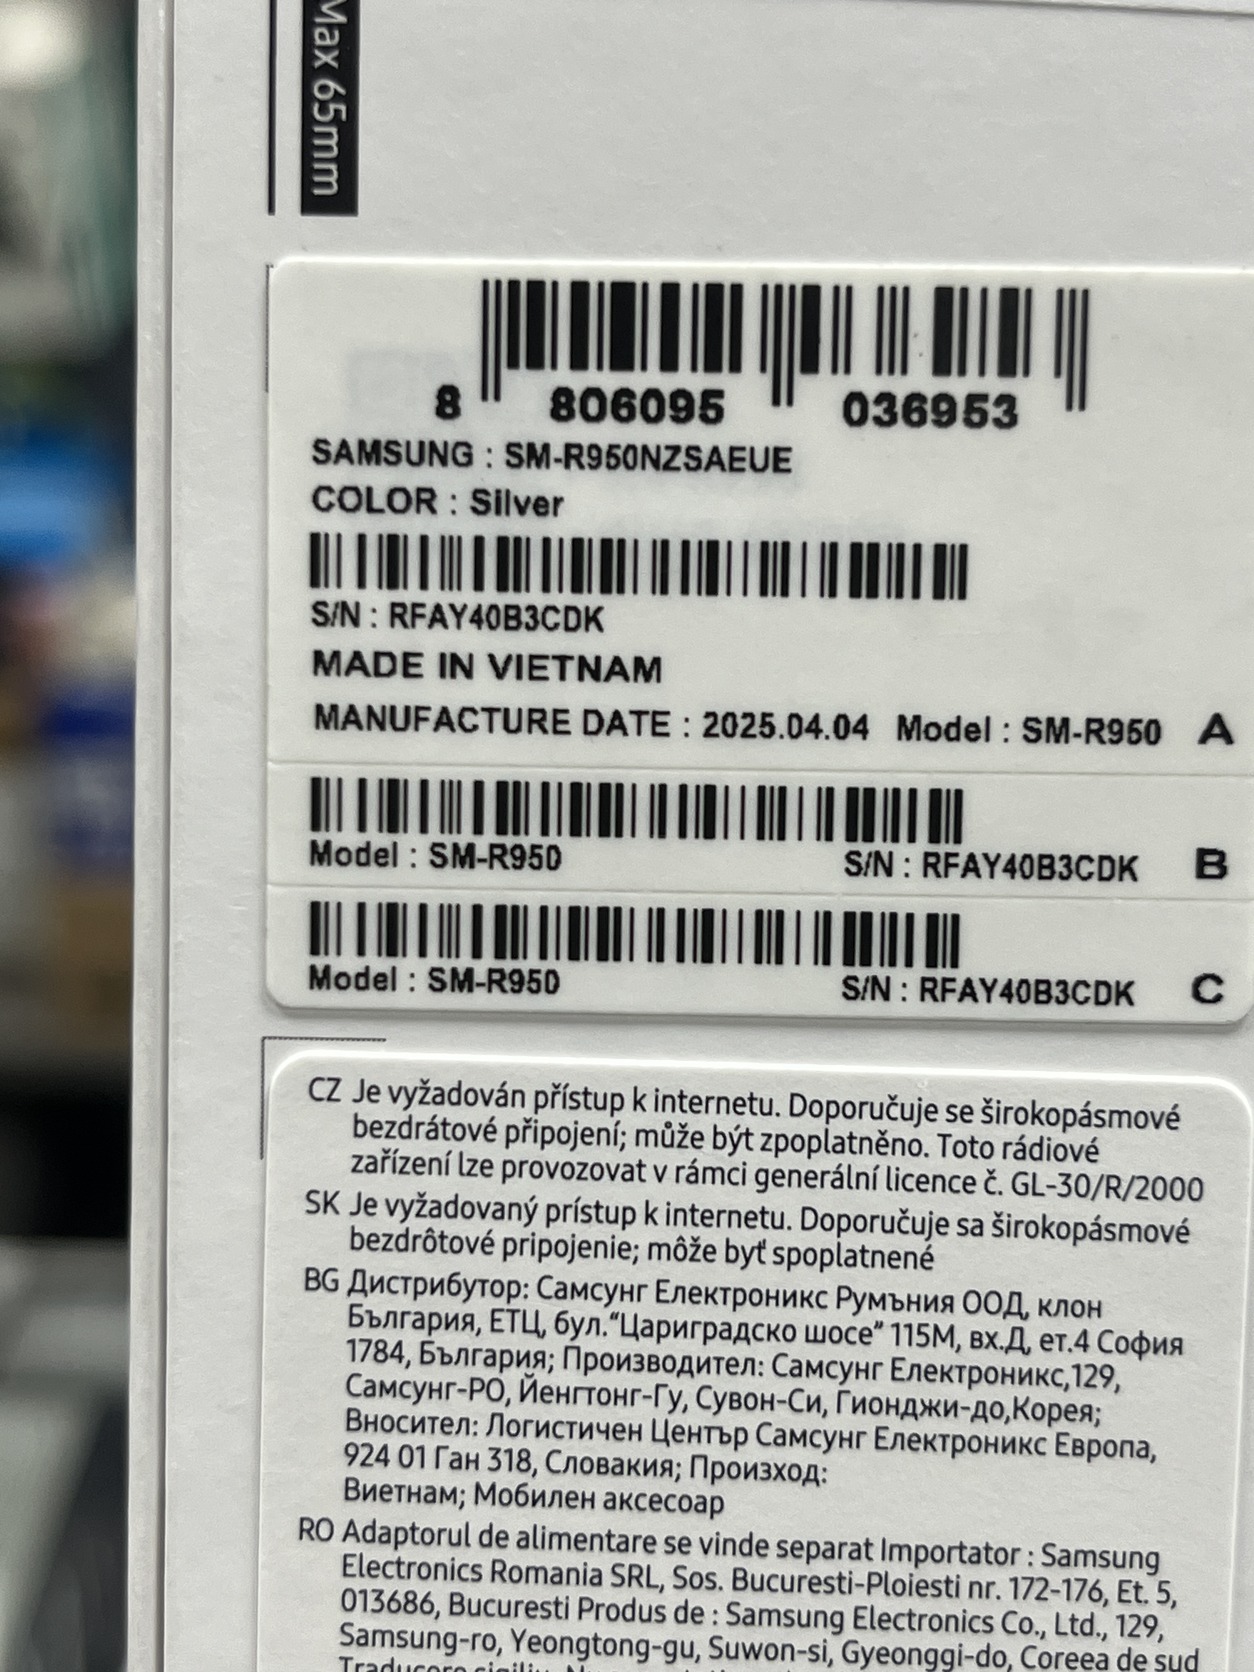 Max 65mm
8 806095 036953
SAMSUNG : SM-R950NZSAEUE
COLOR : Silver
S/N : RFAY40B3CDK
MADE IN VIETNAM
MANUFACTURE DATE : 2025.04.04 Model : SM-R950 A
Model : SM-R950 S/N : RFAY40B3CDK B
Model : SM-R950 S/N : RFAY40B3CDK C
CZ Je vyžadován přístup k internetu. Doporučuje se širokopásmové
bezdrátové připojení; může být zpoplatněno. Toto rádiové
zařízení lze provozovat v rámci generální licence č. GL-30/R/2000
SK Je vyžadovaný prístup k internetu. Doporučuje sa širokopásmové
bezdrôtové pripojenie; môže byť spoplatnené
BG Дистрибутор: Самсунг Електроникс Румъния ООД, клон
България, ЕТЦ, бул.“Цариградско шосе” 115М, вх.Д, ет.4 София
1784, България; Производител: Самсунг Електроникс,129,
Самсунг-РО, Йенгтонг-Гу, Сувон-Си, Гионджи-до,Корея;
Вносител: Логистичен Център Самсунг Електроникс Европа,
924 01 Ган 318, Словакия; Произход:
Виетнам; Мобилен аксесоар
RO Adaptorul de alimentare se vinde separat Importator : Samsung
Electronics Romania SRL, Sos. Bucuresti-Ploiesti nr. 172-176, Et. 5,
013686, Bucuresti Produs de : Samsung Electronics Co., Ltd., 129,
Samsung-ro, Yeongtong-gu, Suwon-si, Gyeonggi-do, Coreea de sud